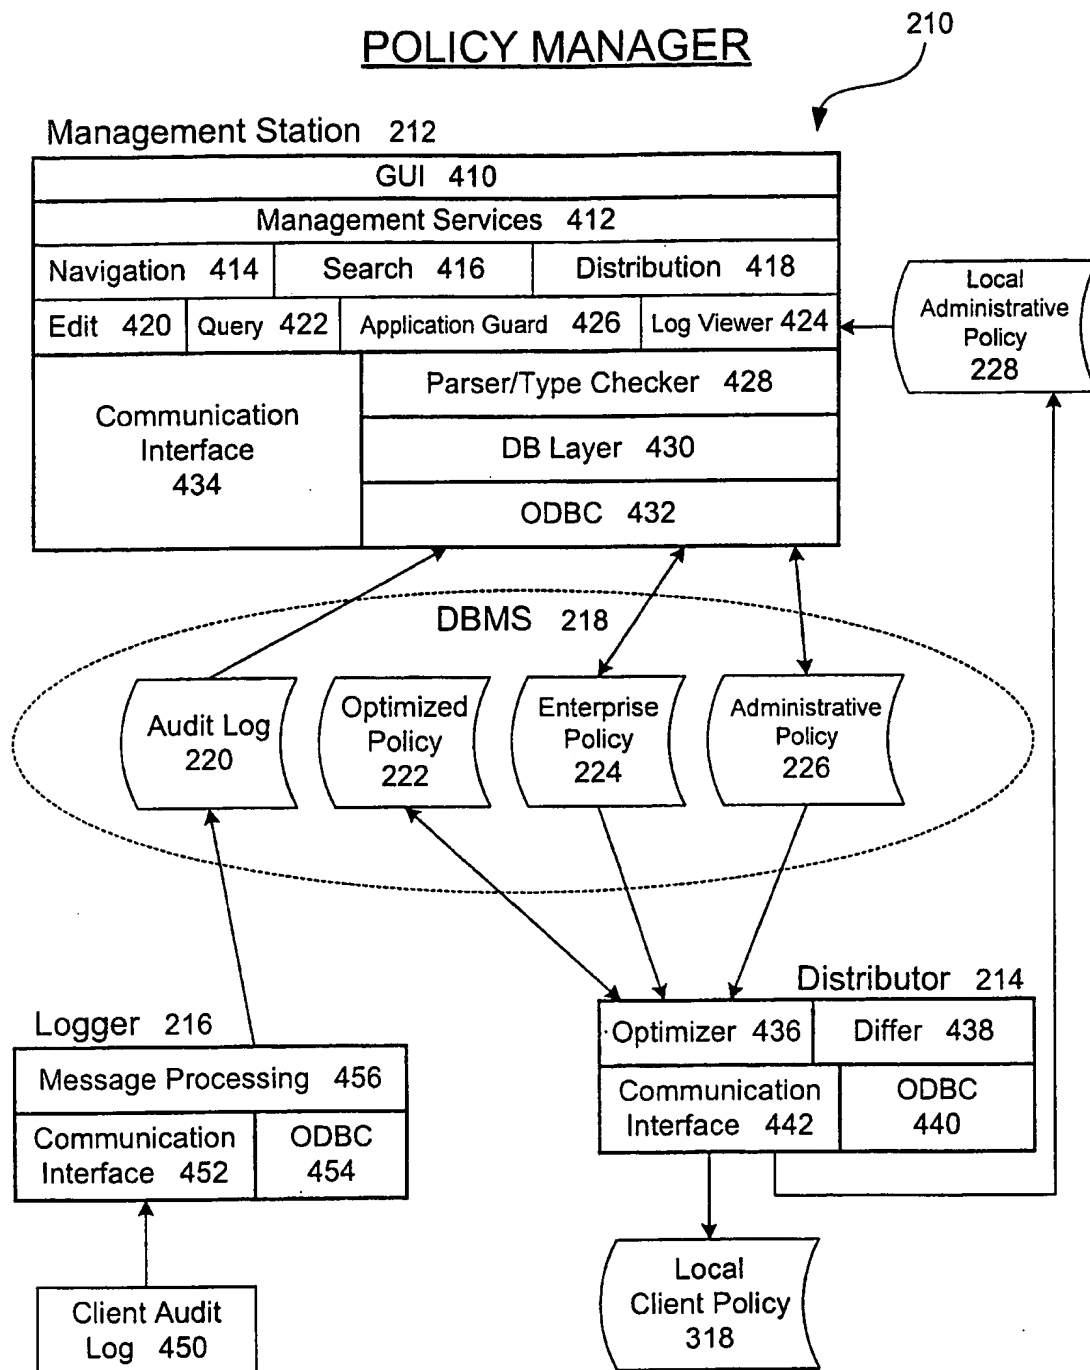 POLICY MANAGER
210
Management Station 212
GUI 410
Management Services 412
Navigation 414
Search 416
Distribution 418
Edit 420
Query 422
Application Guard 426
Log Viewer 424
Local
Administrative
Policy
228
Communication
Interface
434
Parser/Type Checker 428
DB Layer 430
ODBC 432
DBMS 218
Audit Log
220
Optimized
Policy
222
Enterprise
Policy
224
Administrative
Policy
226
Distributor 214
Optimizer 436
Differ 438
Communication
Interface 442
ODBC
440
Logger 216
Message Processing 456
Communication
Interface 452
ODBC
454
Client Audit
Log 450
Local
Client Policy
318